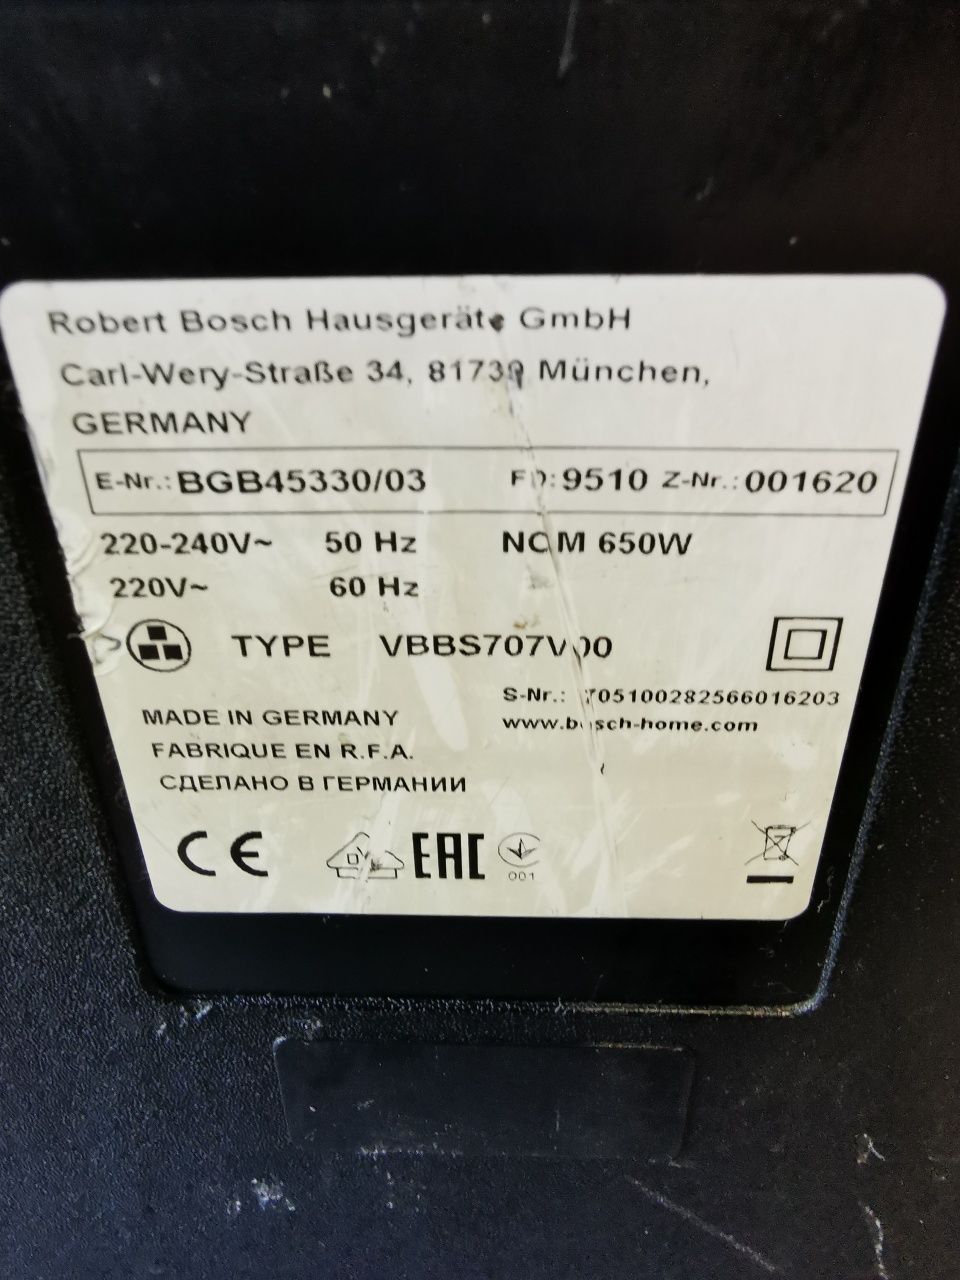 Robert Bosch Hausgeräte GmbH
Carl-Wery-Straße 34, 81739 München,
GERMANY
E-Nr.: BGB45330/03 FD: 9510 Z-Nr.: 001620
220-240V~ 50 Hz NOM 650W
220V~ 60 Hz
TYPE VBBS707V00
S-Nr.: 705100282566016203
MADE IN GERMANY www.bosch-home.com
FABRIQUE EN R.F.A.
СДЕЛАНО В ГЕРМАНИИ
CE EAC 001